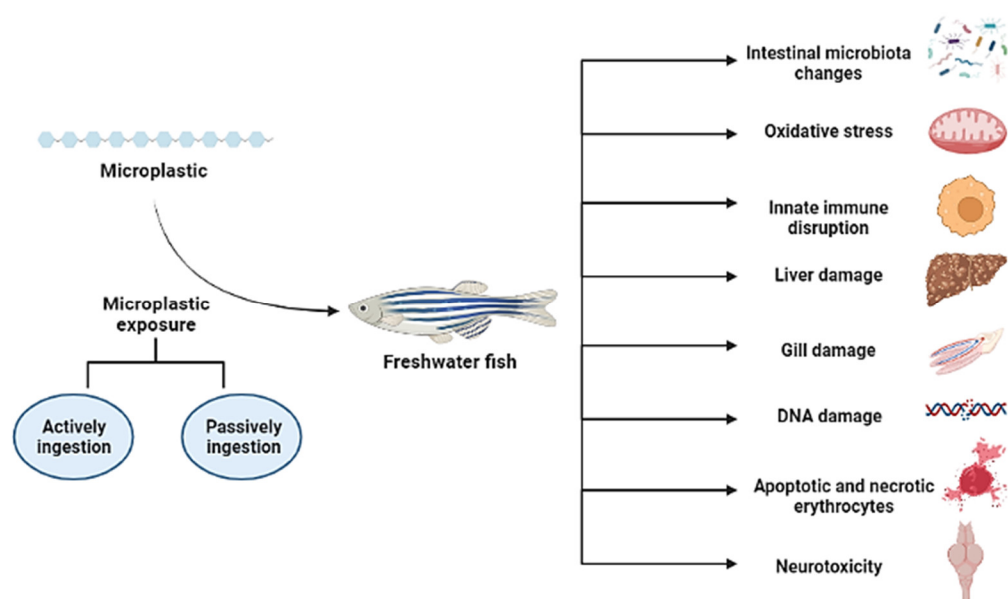 Microplastic
Microplastic
exposure
Actively
ingestion
Passively
ingestion
Freshwater fish
Intestinal microbiota
changes
Oxidative stress
Innate immune
disruption
Liver damage
Gill damage
DNA damage
Apoptotic and necrotic
erythrocytes
Neurotoxicity